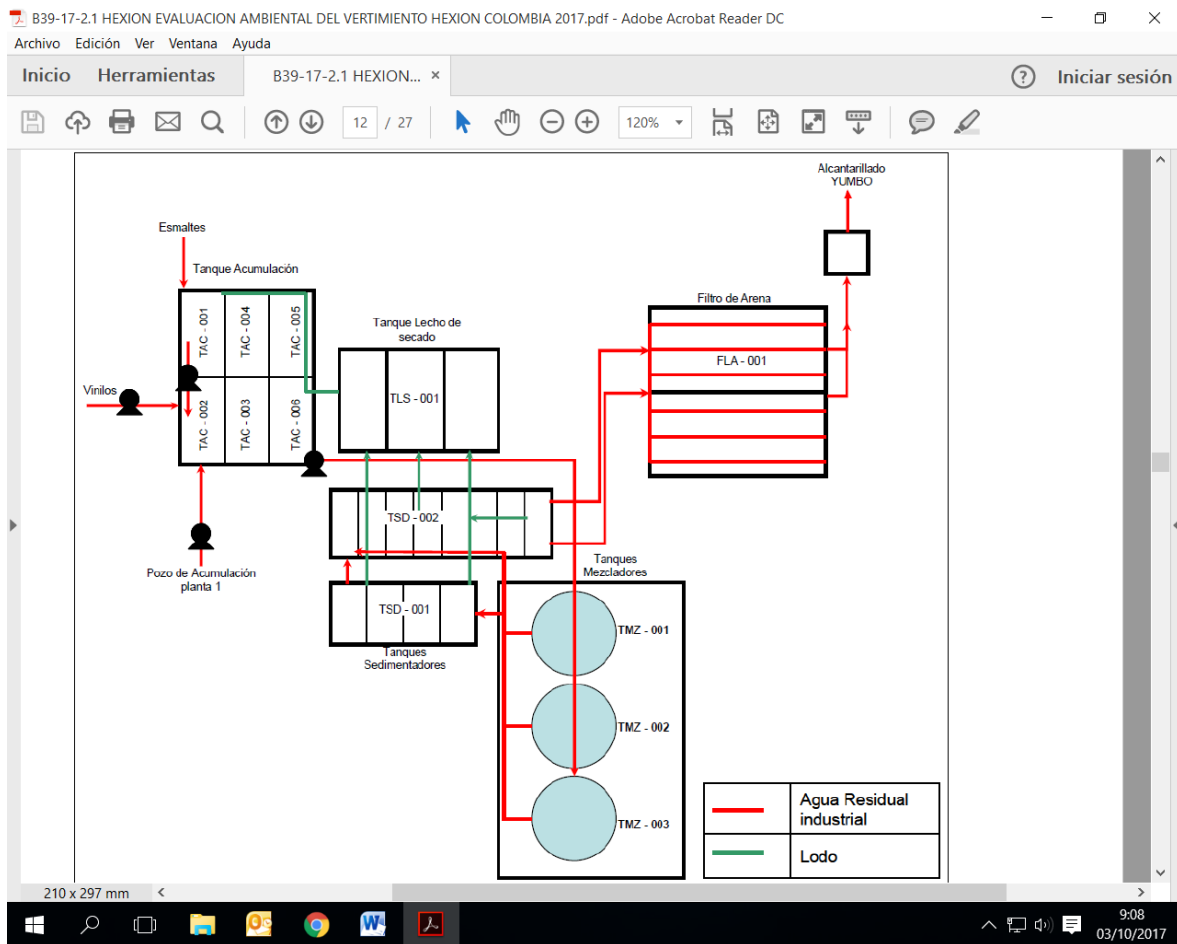 B39-17-2.1 HEXION EVALUACION AMBIENTAL DEL VERTIMIENTO HEXION COLOMBIA 2017.pdf - Adobe Acrobat Reader DC
Archivo Edición Ver Ventana Ayuda
Inicio Herramientas B39-17-2.1 HEXION... × ? Iniciar sesión
12 / 27 120%
Alcantarillado
YUMBO
Esmaltes
Tanque Acumulación
Filtro de Arena
TAC - 001
TAC - 004
TAC - 005
Tanque Lecho de
secado
FLA - 001
Vinilos
TLS - 001
TAC - 002
TAC - 003
TAC - 006
TSD - 002
Pozo de Acumulación
planta 1
Tanques
Mezcladores
TSD - 001
Tanques
Sedimentadores
TMZ - 001
TMZ - 002
TMZ - 003
Agua Residual
industrial
Lodo
210 x 297 mm
9:08
03/10/2017